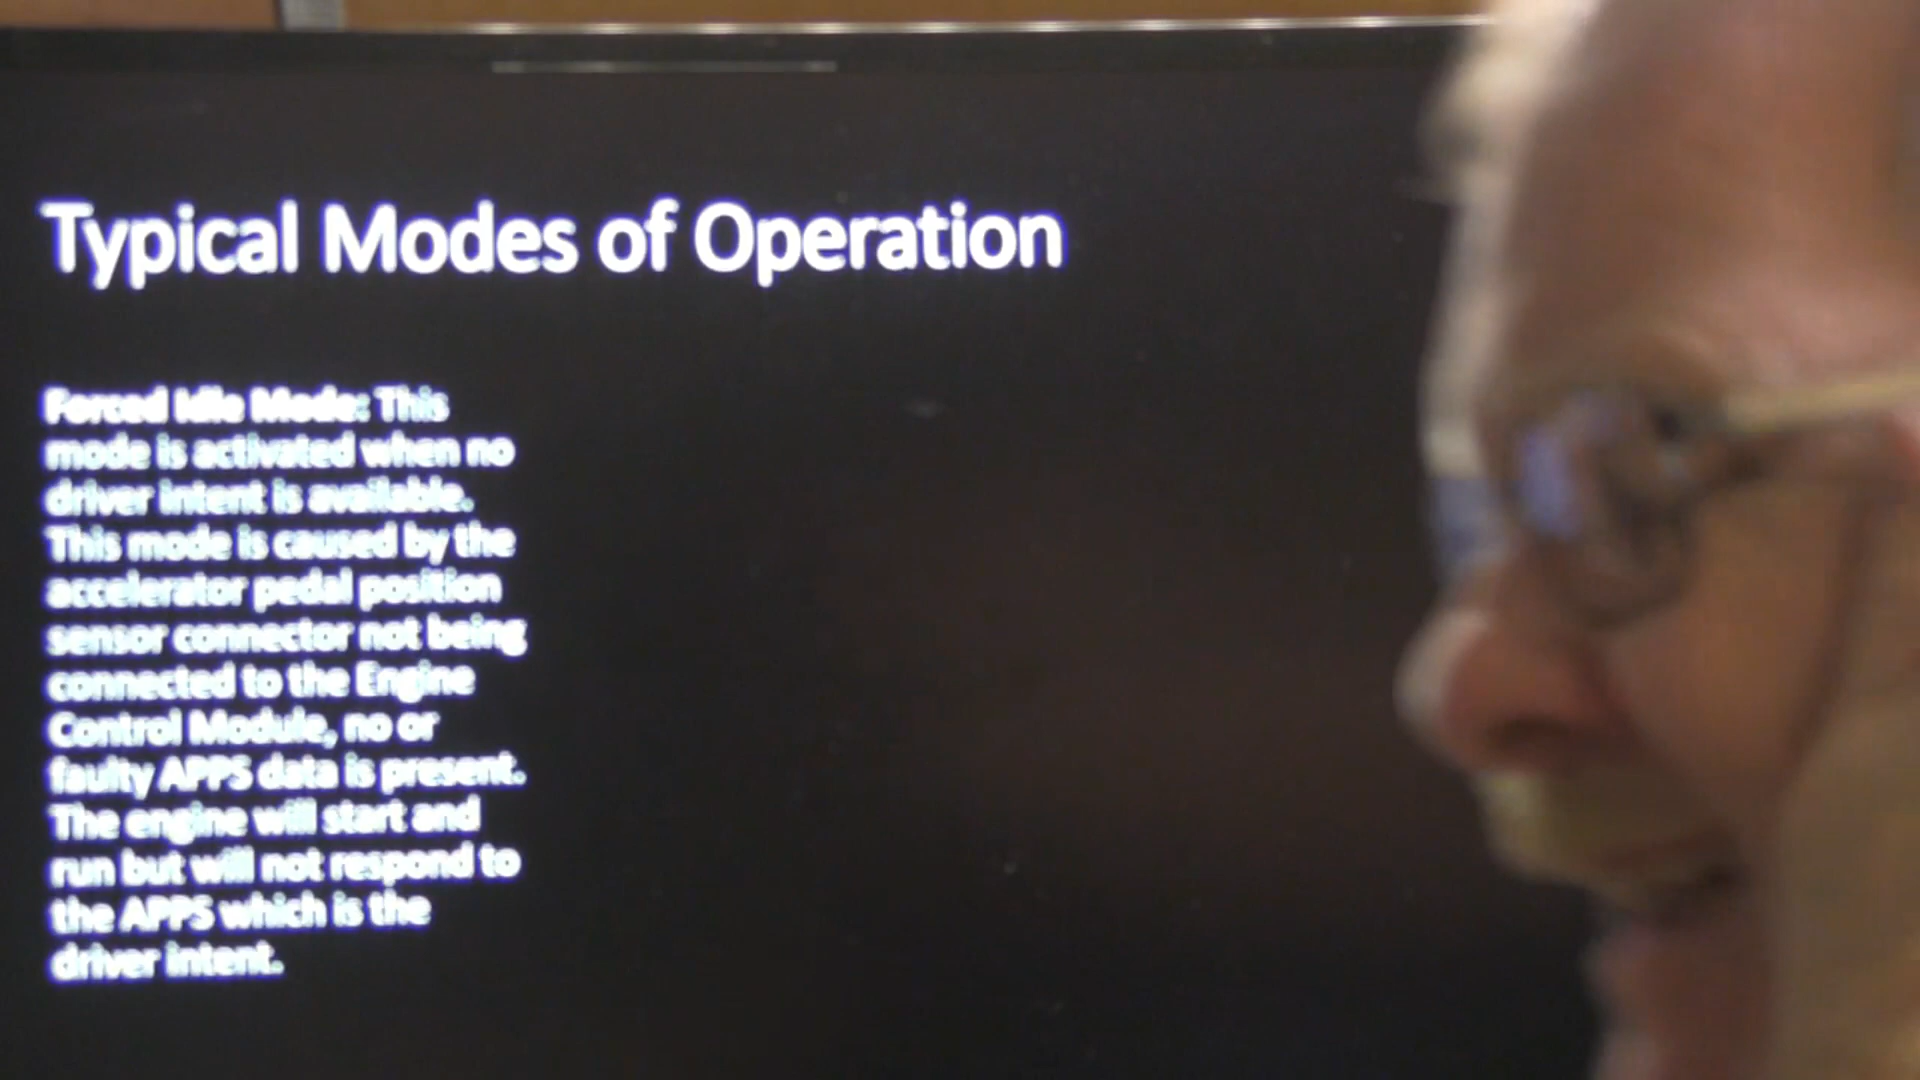 Typical Modes of Operation
Forced Idle Mode: This
mode is activated when no
driver intent is available.
This mode is caused by the
accelerator pedal position
sensor connector not being
connected to the Engine
Control Module, no or
faulty APPS data is present.
The engine will start and
run but will not respond to
the APPS which is the
driver intent.